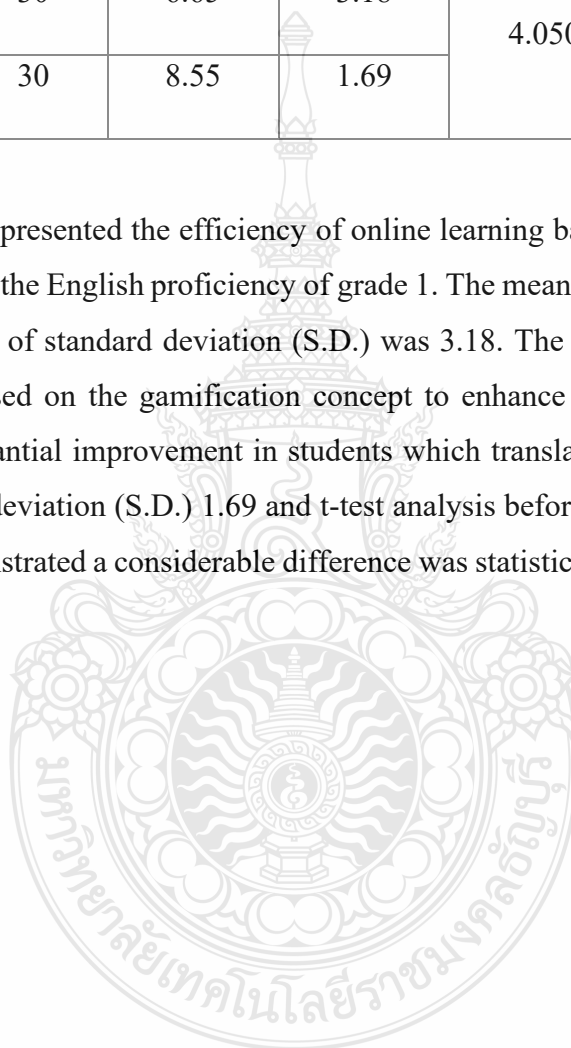 4.050
30 8.55 1.69
presented the efficiency of online learning
the English proficiency of grade 1. The mean
of standard deviation (S.D.) was 3.18. The
ed on the gamification concept to enhance
antial improvement in students which transla
deviation (S.D.) 1.69 and t-test analysis befor
strated a considerable difference was statistic
มหาวิทยาลัยเทคโนโลยีราชมงคลธัญบุรี